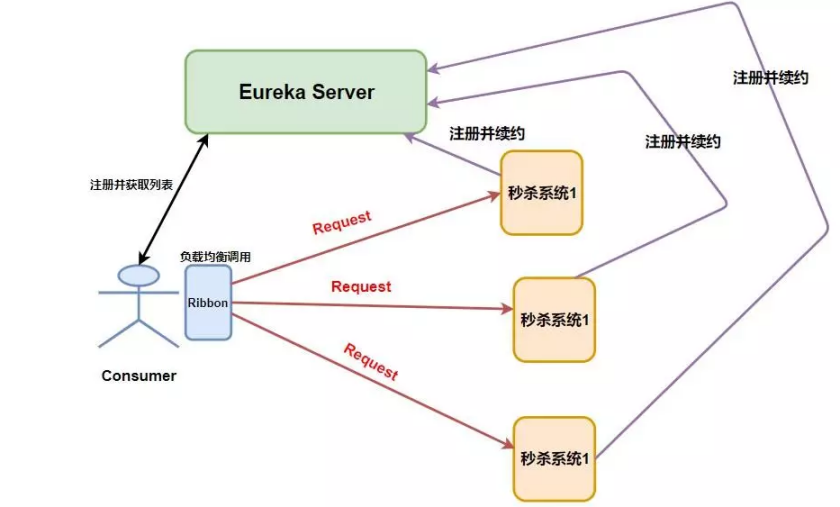 Eureka Server
注册并续约
注册并续约
注册并续约
注册并获取列表
秒杀系统1
Request
负载均衡调用
Ribbon
Request
秒杀系统1
Request
Consumer
秒杀系统1